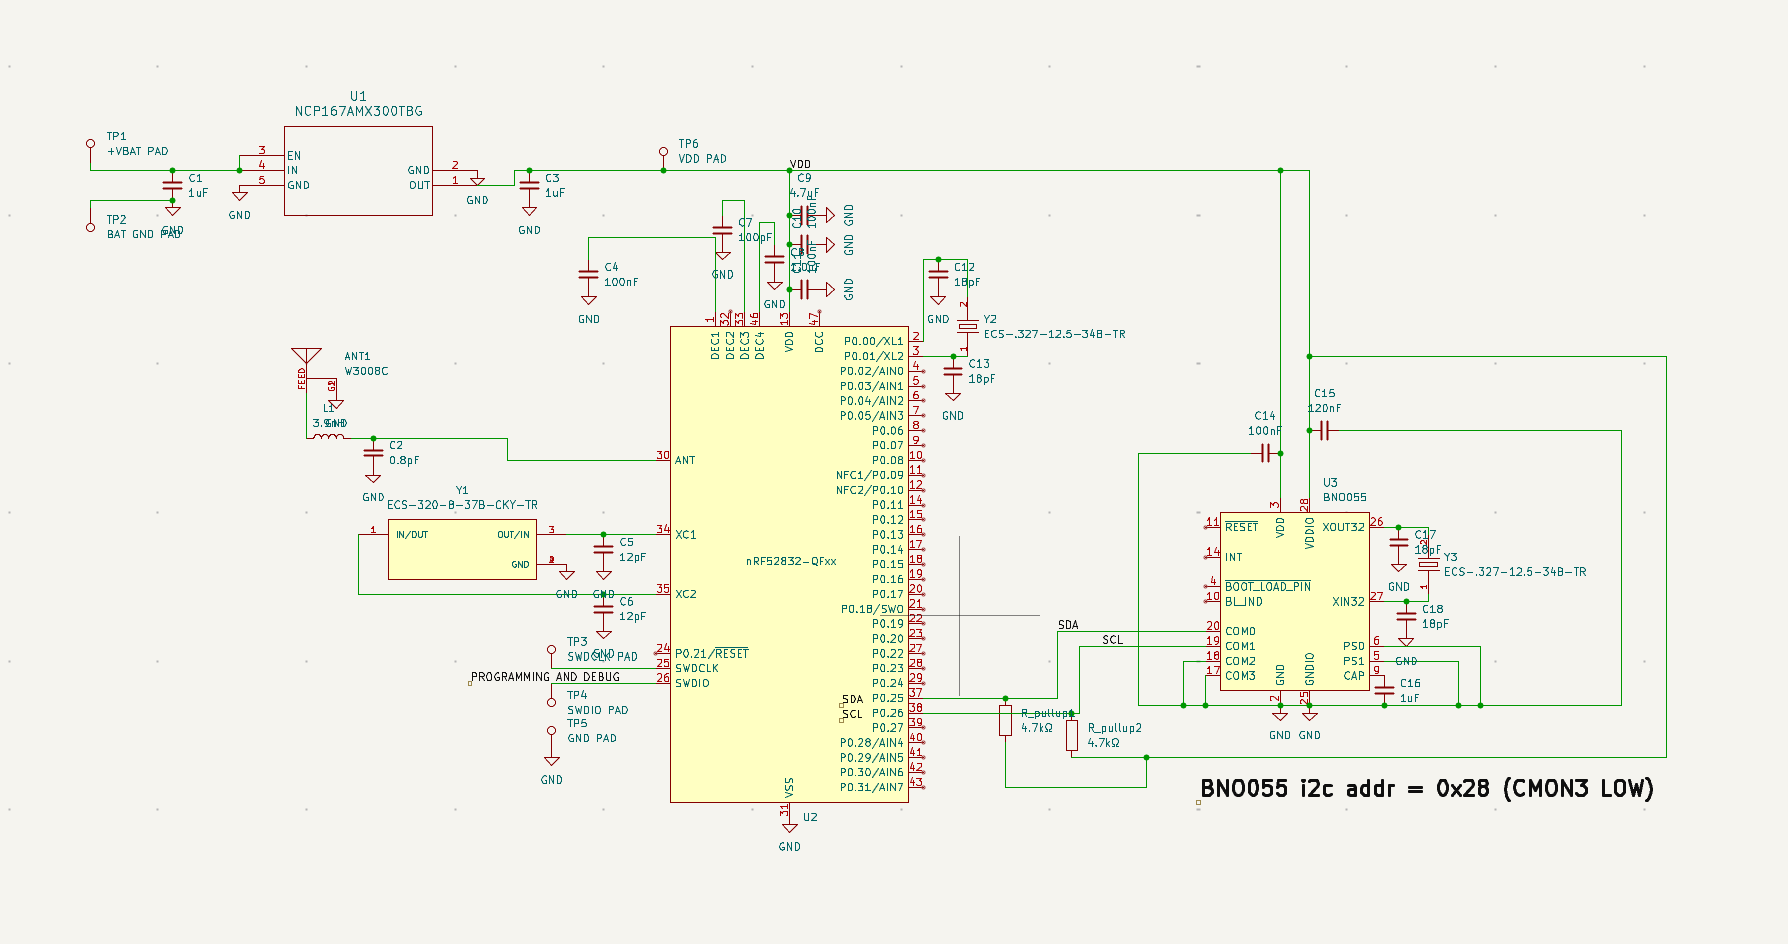 U1
NCP167AMX300TBG
TP1
+VBAT PAD
3 EN
4 IN
5 GND
GND 2
OUT 1
C1
1uF
GND
TP2
BAT GND PAD
GND
GND
C3
1uF
GND
TP6
VDD PAD
VDD
C9
4.7uF
GND
C10
100nF
GND
GND
C7
100pF
GND
GND
C4
100nF
GND
C12
18pF
GND
Y2
ECS-.327-12.5-34B-TR
2
1
C13
18pF
GND
ANT1
W3008C
FEED
L1
3.9nH
GND
C2
0.8pF
GND
Y1
ECS-320-8-37B-CKY-TR
1 IN/OUT
OUT/IN 3
GND
GND
C5
12pF
GND
C6
12pF
GND
TP3
SWDCLK PAD
PROGRAMMING AND DEBUG
TP4
SWDIO PAD
TP5
GND PAD
GND
1 DEC1
32 DEC2
33 DEC3
46 DEC4
13 VDD
47 DCC
30 ANT
34 XC1
35 XC2
24 P0.21/RESET
25 SWDCLK
26 SWDIO
nRF52832-QFxx
P0.00/XL1 2
P0.01/XL2 3
P0.02/AIN0 4
P0.03/AIN1 5
P0.04/AIN2 6
P0.05/AIN3 7
P0.06 8
P0.07 9
P0.08 10
NFC1/P0.09 11
NFC2/P0.10 12
P0.11 14
P0.12 15
P0.13 16
P0.14 17
P0.15 18
P0.16 19
P0.17 20
P0.18/SWO 21
P0.19 22
P0.20 23
P0.22 27
P0.23 28
P0.24 29
P0.25 37
P0.26 38
P0.27 39
P0.28/AIN4 40
P0.29/AIN5 41
P0.30/AIN6 42
P0.31/AIN7 43
SDA
SCL
VSS
31
U2
GND
SDA
SCL
R_pullup1
4.7kΩ
R_pullup2
4.7kΩ
C15
120nF
C14
100nF
U3
BNO055
3 VDD
28 VDDIO
11 RESET
14 INT
4 BOOT_LOAD_PIN
10 BL_IND
20 COM0
19 COM1
18 COM2
17 COM3
XOUT32 26
XIN32 27
PS0 6
PS1 5
CAP 9
GND 2
GNDIO 25
GND
GND
C17
18pF
GND
Y3
ECS-.327-12.5-34B-TR
2
1
C18
18pF
GND
C16
1uF
BNO055 i2c addr = 0x28 (CMON3 LOW)